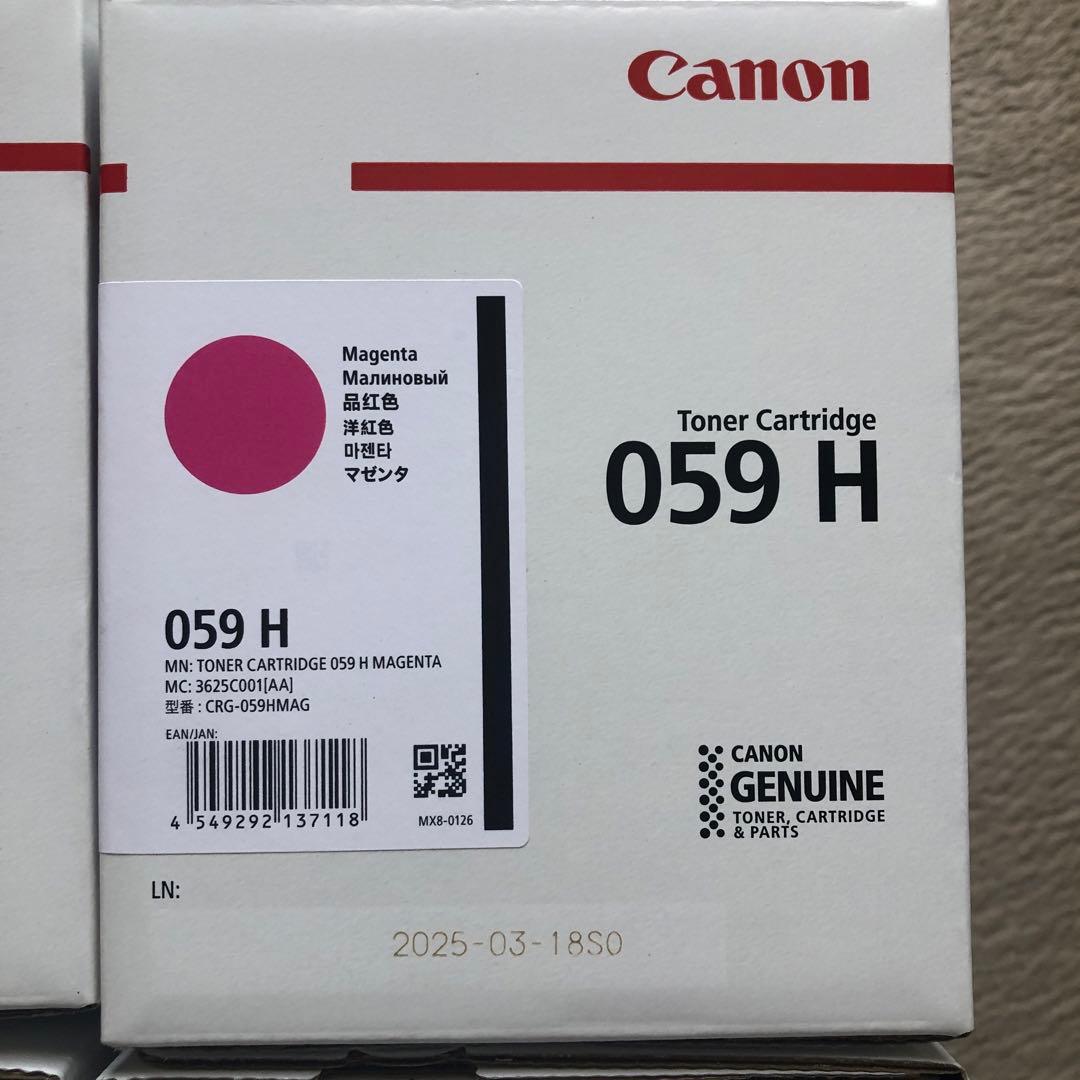 Canon
Magenta
Малиновый
品红色
洋紅色
마젠타
マゼンタ
Toner Cartridge
059 H
059 H
MN: TONER CARTRIDGE 059 H MAGENTA
MC: 3625C001[AA]
型番 : CRG-059HMAG
EAN/JAN:
4 549292 137118
MX8-0126
CANON
GENUINE
TONER, CARTRIDGE
& PARTS
LN:
2025-03-18S0